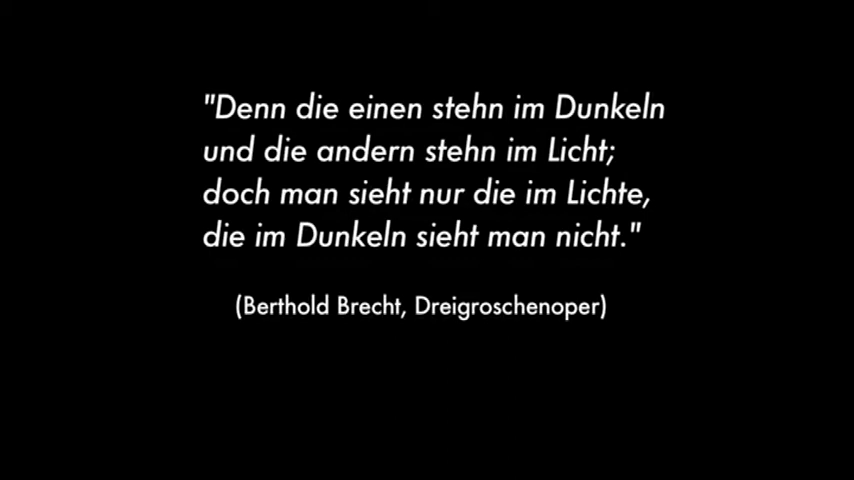 "Denn die einen stehn im Dunkeln
und die andern stehn im Licht;
doch man sieht nur die im Lichte,
die im Dunkeln sieht man nicht."
(Berthold Brecht, Dreigroschenoper)